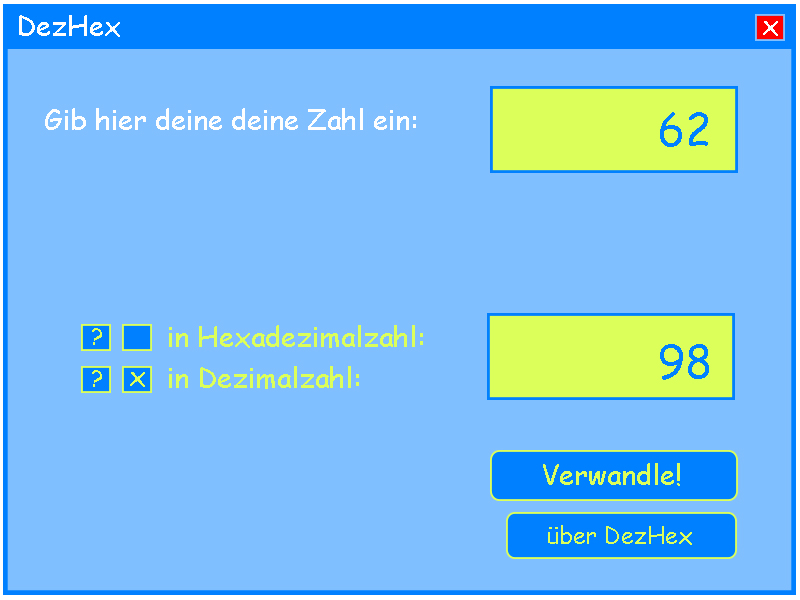 DezHex X
Gib hier deine deine Zahl ein: 62
? in Hexadezimalzahl:
98
? X in Dezimalzahl:
Verwandle!
über DezHex